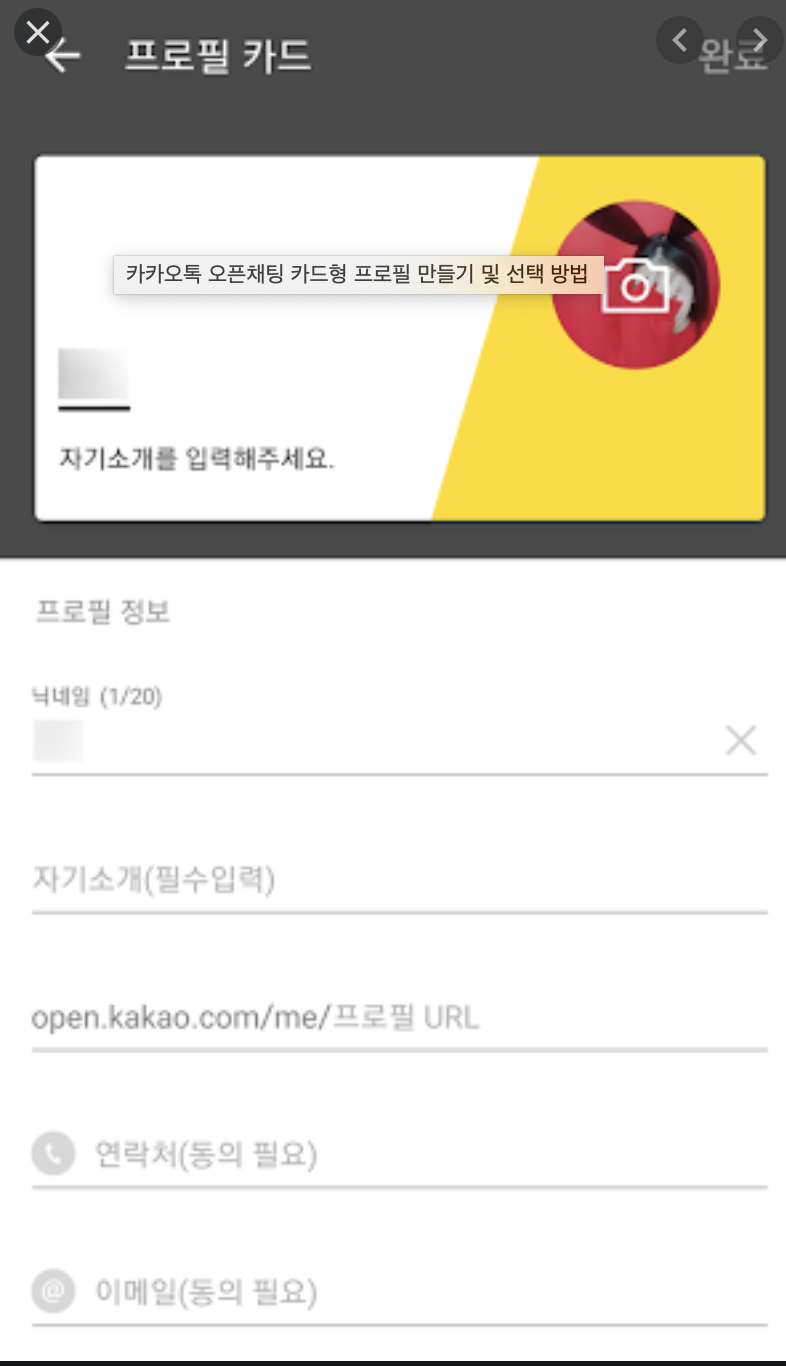 프로필 카드
완료
카카오톡 오픈채팅 카드형 프로필 만들기 및 선택 방법
자기소개를 입력해주세요.
프로필 정보
닉네임 (1/20)
자기소개(필수입력)
open.kakao.com/me/프로필 URL
연락처(동의 필요)
@ 이메일(동의 필요)